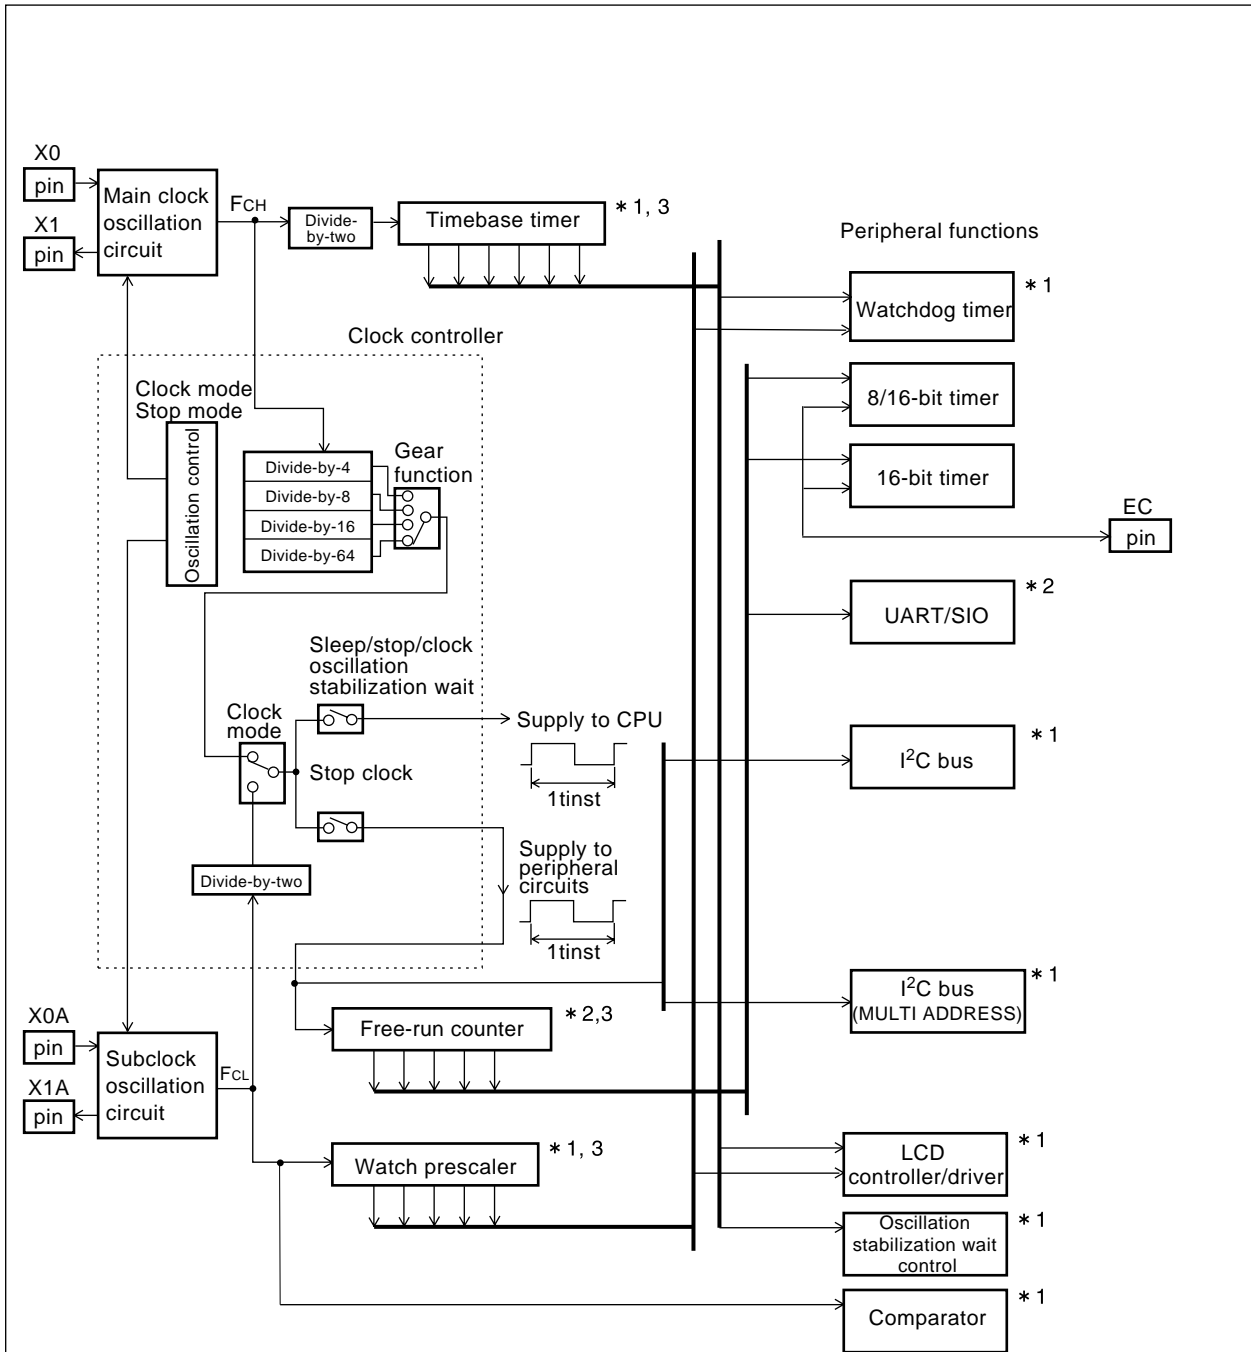 X0
pin
X1
pin
Main clock
oscillation
circuit
FCH
Divide-
by-two
Timebase timer
* 1, 3
Peripheral functions
Watchdog timer
* 1
Clock controller
Clock mode
Stop mode
Oscillation control
Divide-by-4
Divide-by-8
Divide-by-16
Divide-by-64
Gear
function
8/16-bit timer
16-bit timer
EC
pin
UART/SIO
* 2
Sleep/stop/clock
oscillation
stabilization wait
Clock
mode
Supply to CPU
1tinst
Stop clock
I²C bus
* 1
Divide-by-two
Supply to
peripheral
circuits
1tinst
I²C bus
(MULTI ADDRESS)
* 1
X0A
pin
X1A
pin
Subclock
oscillation
circuit
FCL
Free-run counter
* 2,3
Watch prescaler
* 1, 3
LCD
controller/driver
* 1
Oscillation
stabilization wait
control
* 1
Comparator
* 1